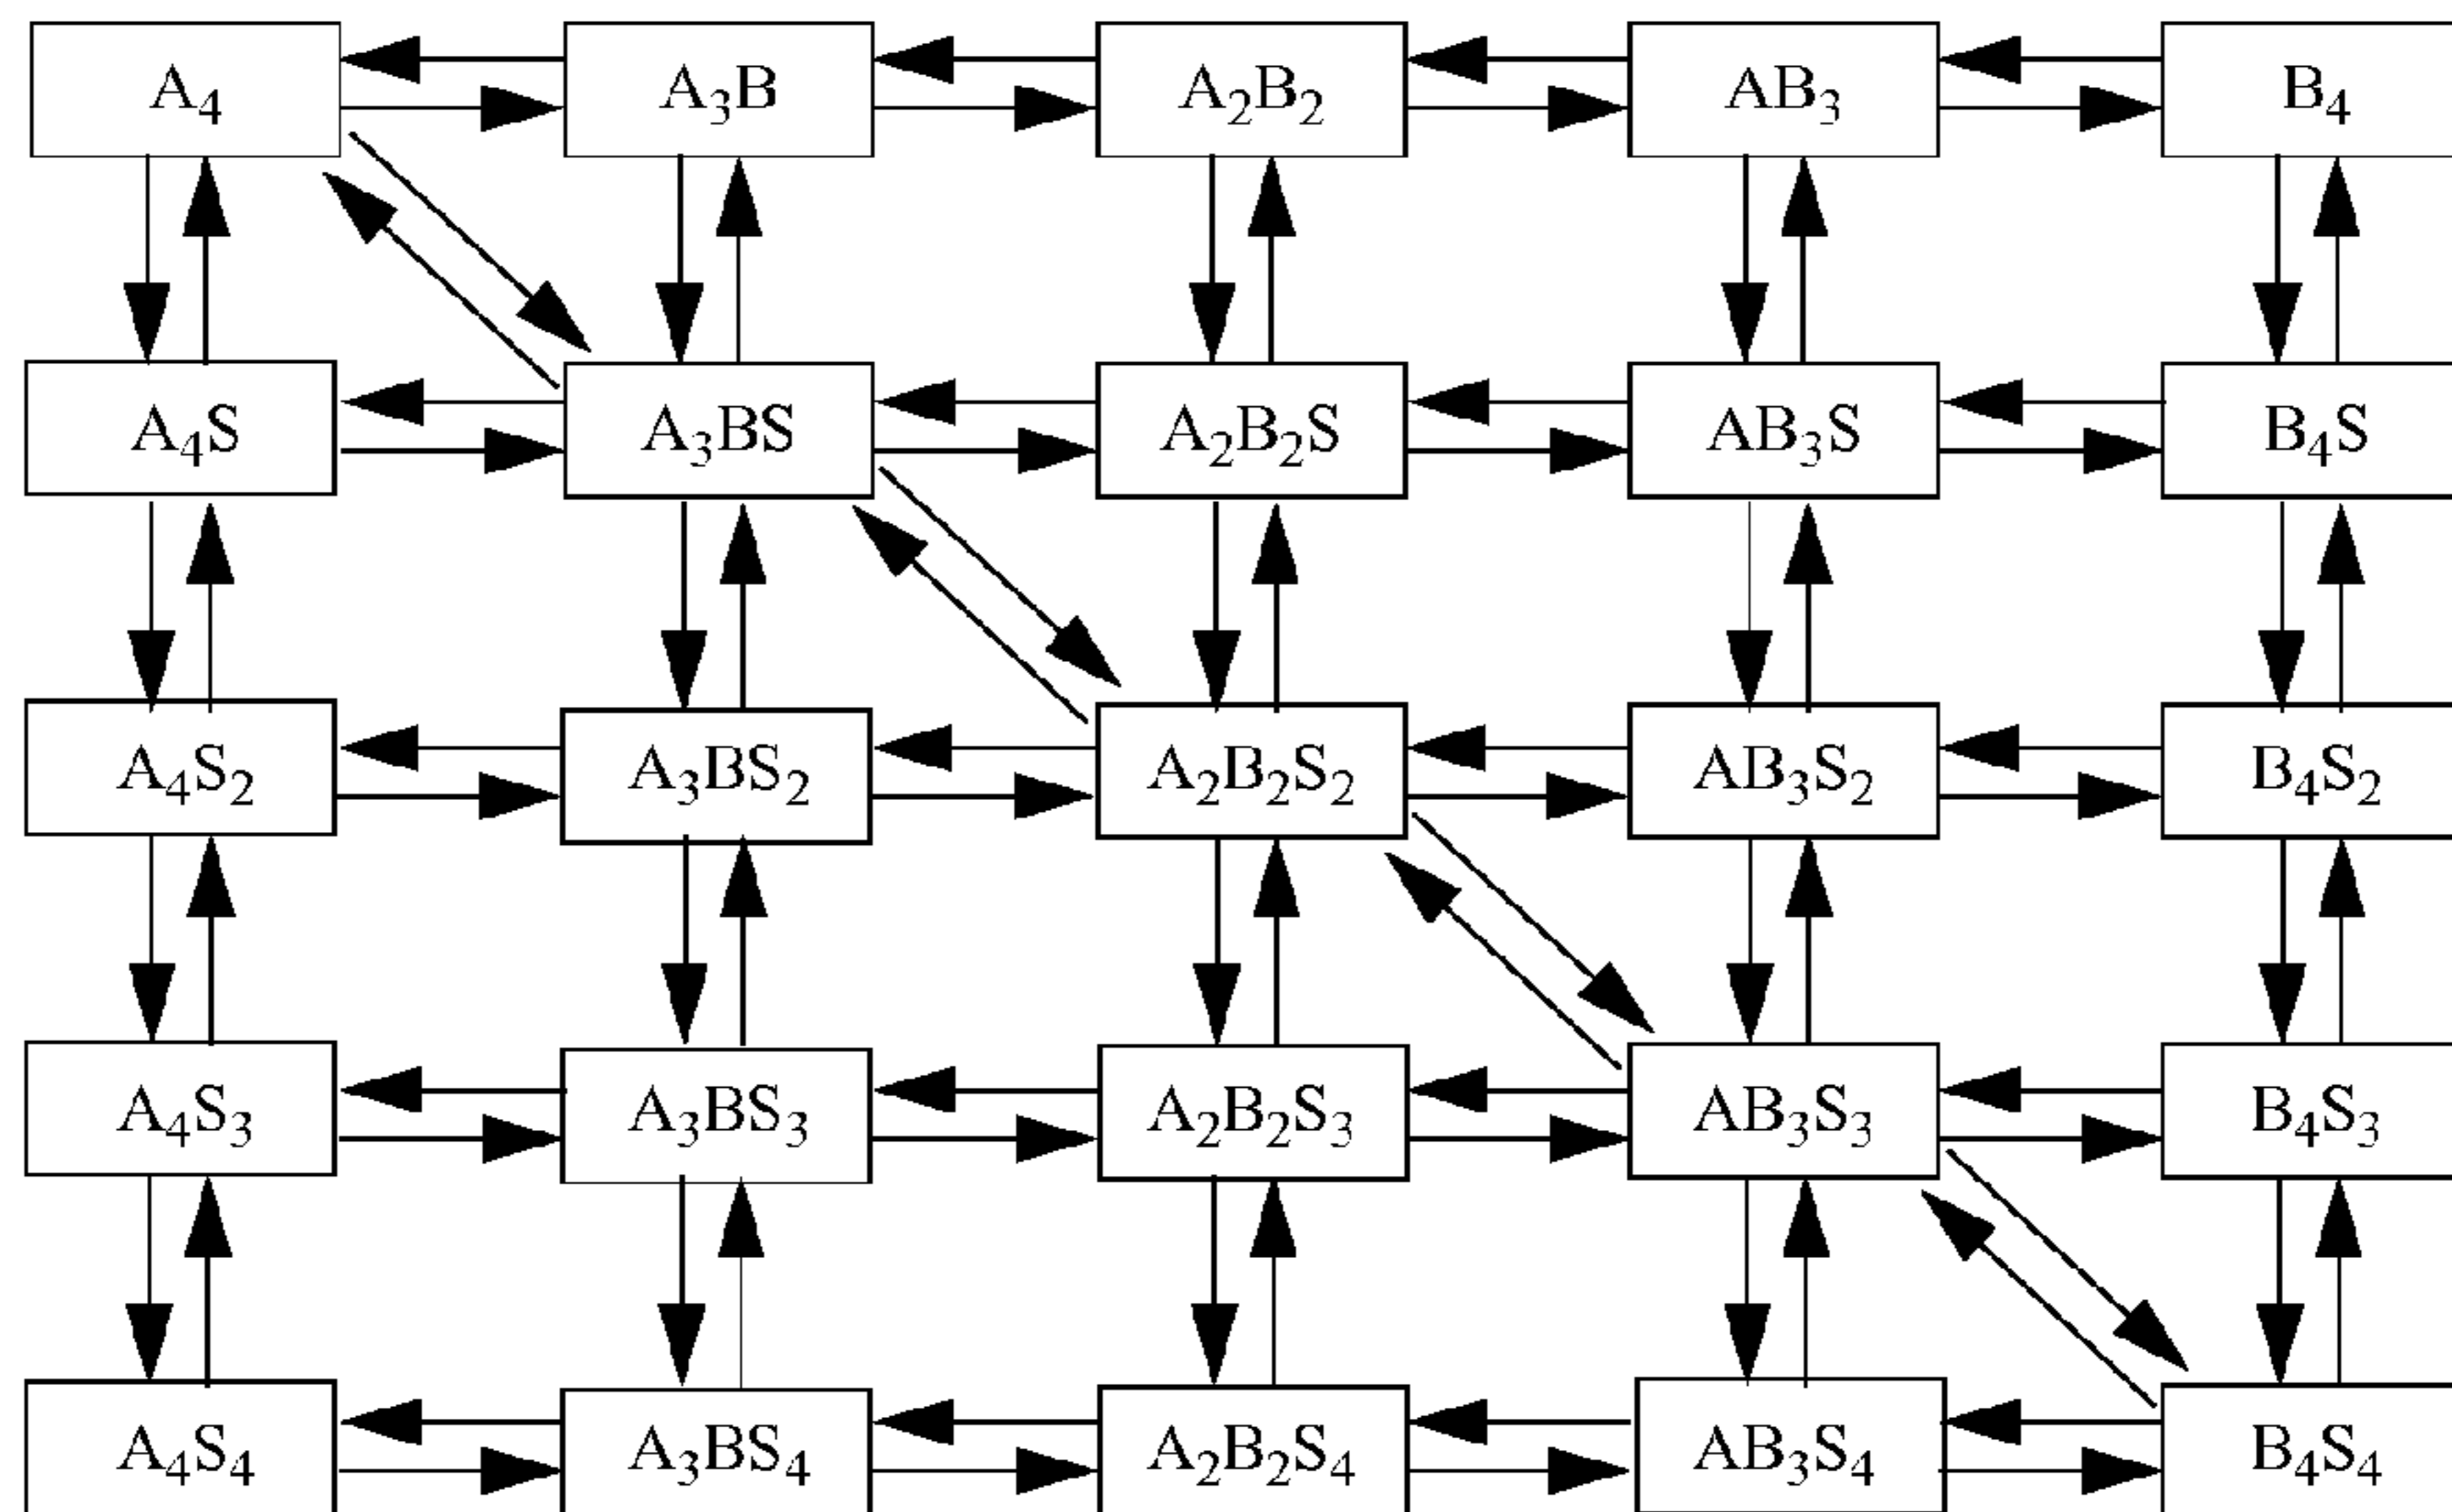 A₄ A₃B A₂B₂ AB₃ B₄
A₄S A₃BS A₂B₂S AB₃S B₄S
A₄S₂ A₃BS₂ A₂B₂S₂ AB₃S₂ B₄S₂
A₄S₃ A₃BS₃ A₂B₂S₃ AB₃S₃ B₄S₃
A₄S₄ A₃BS₄ A₂B₂S₄ AB₃S₄ B₄S₄